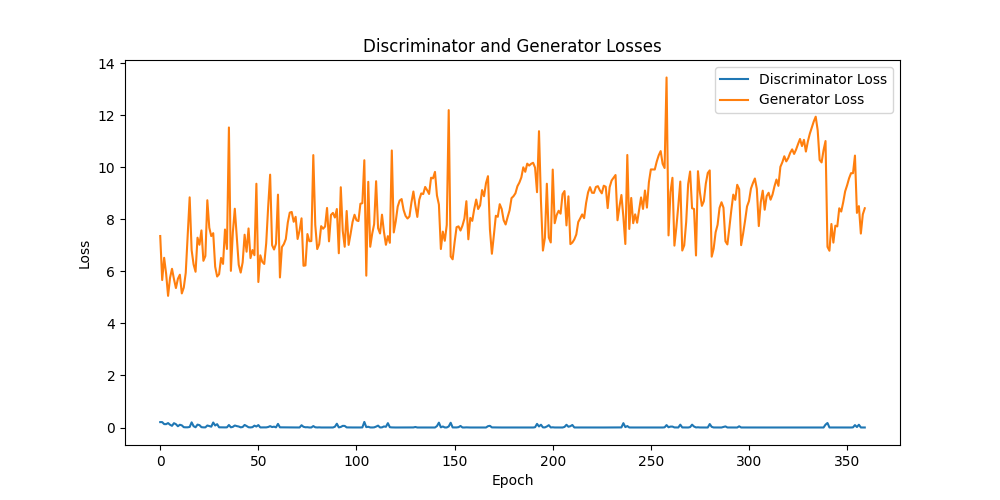 Discriminator and Generator Losses
14
12
10
8
6
4
2
0
Loss
Discriminator Loss
Generator Loss
0 50 100 150 200 250 300 350
Epoch